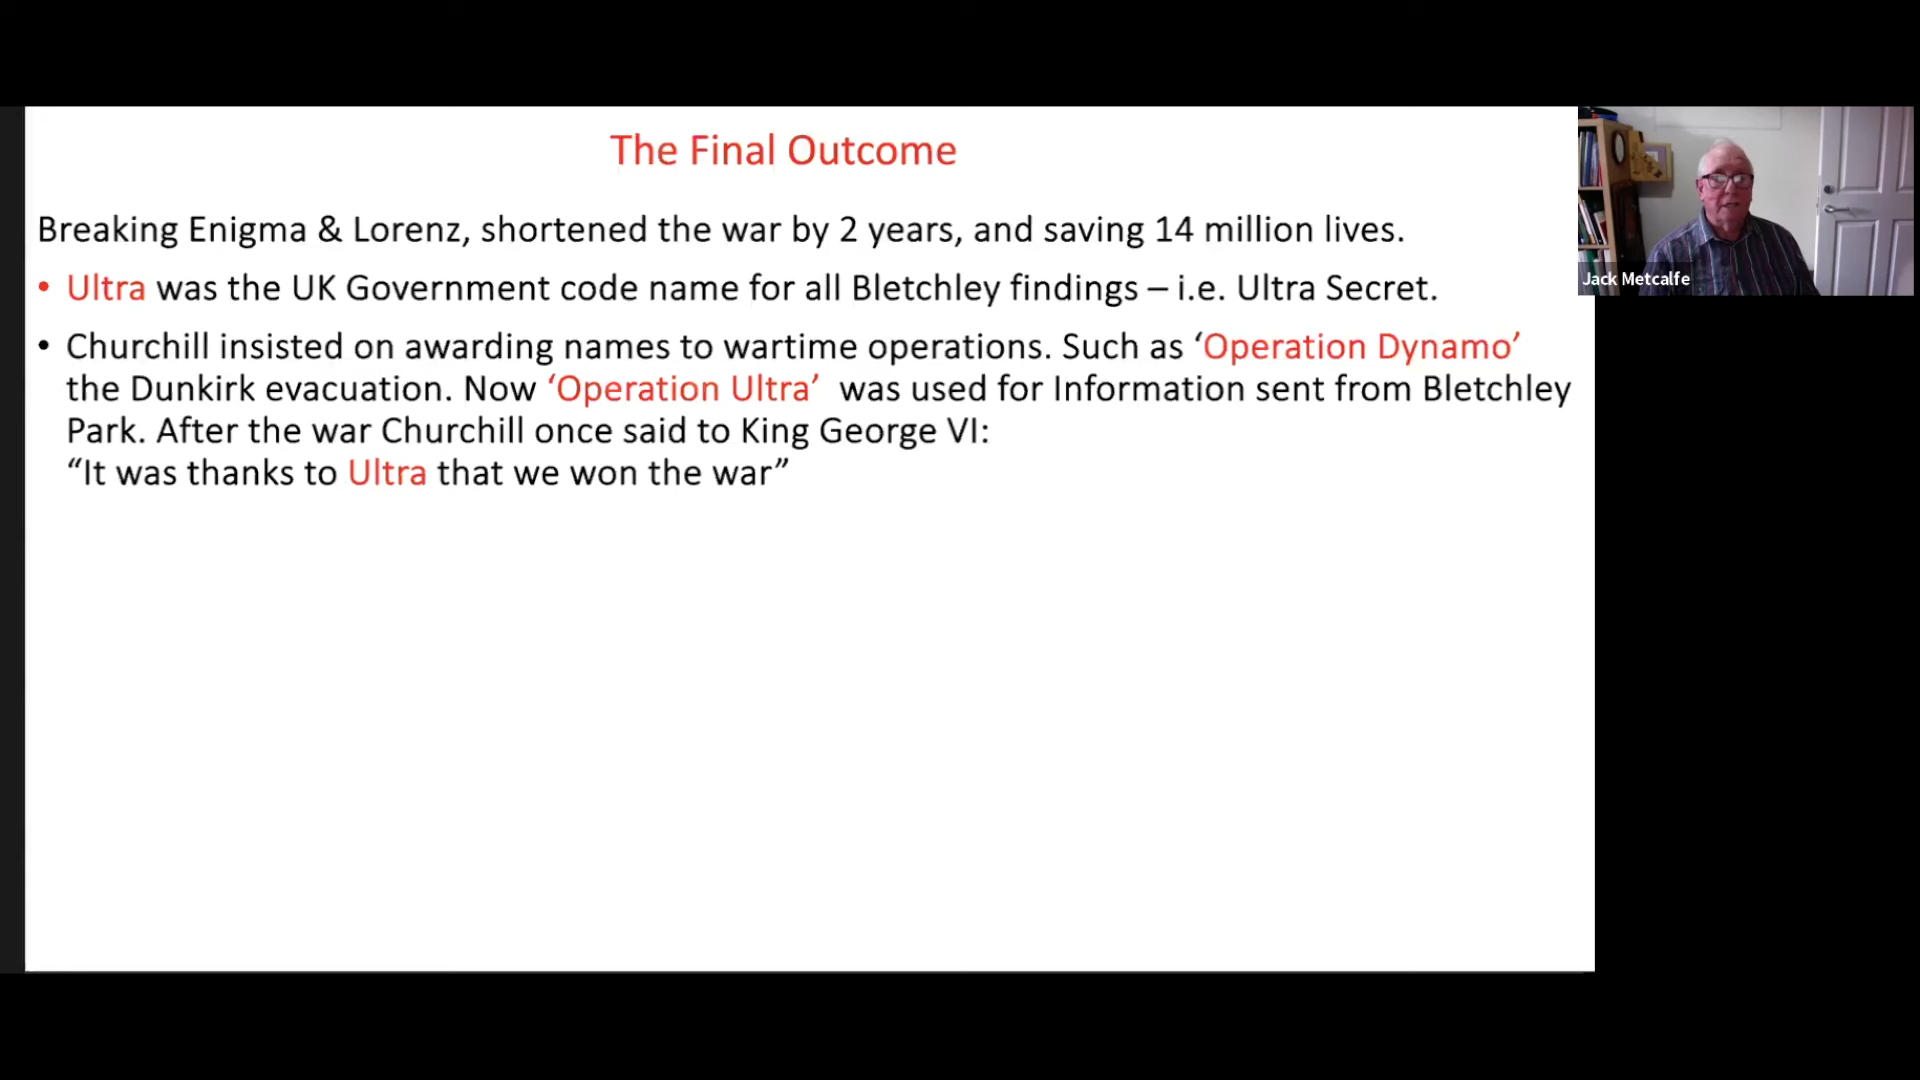 The Final Outcome
Breaking Enigma & Lorenz, shortened the war by 2 years, and saving 14 million lives.
• Ultra was the UK Government code name for all Bletchley findings – i.e. Ultra Secret.
• Churchill insisted on awarding names to wartime operations. Such as ‘Operation Dynamo’
the Dunkirk evacuation. Now ‘Operation Ultra’ was used for Information sent from Bletchley
Park. After the war Churchill once said to King George VI:
“It was thanks to Ultra that we won the war”
Jack Metcalfe